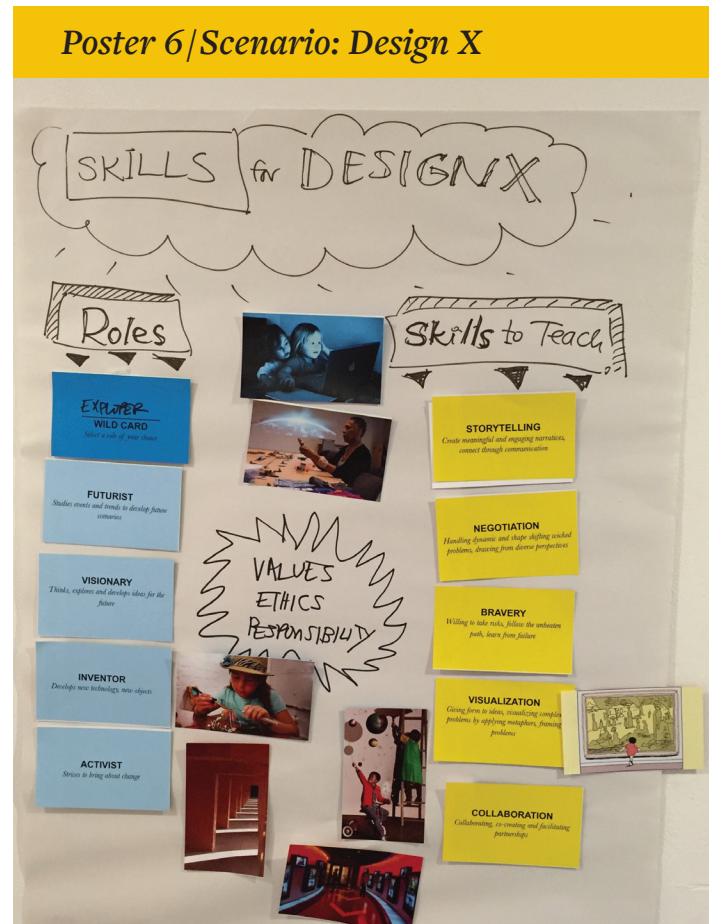 Poster 6/Scenario: Design X
SKILLS for DESIGN X
Roles
EXPLORER
WILD CARD
Select a role of your choice
FUTURIST
Studies events and trends to develop future
scenarios
VISIONARY
Thinks, explores and develops ideas for the
future
INVENTOR
Develops new technology, new objects
ACTIVIST
Strives to bring about change
VALUES
ETHICS
RESPONSIBILITY
Skills to Teach
STORYTELLING
Create meaningful and engaging narratives,
connect through communication
NEGOTIATION
Handling dynamic and shape shifting wicked
problems, drawing from diverse perspectives
BRAVERY
Willing to take risks, follow the unbeaten
path, learn from failure
VISUALIZATION
Giving form to ideas, visualizing complex
problems by applying metaphors, framing
problems
COLLABORATION
Collaborating, co-creating and facilitating
partnerships